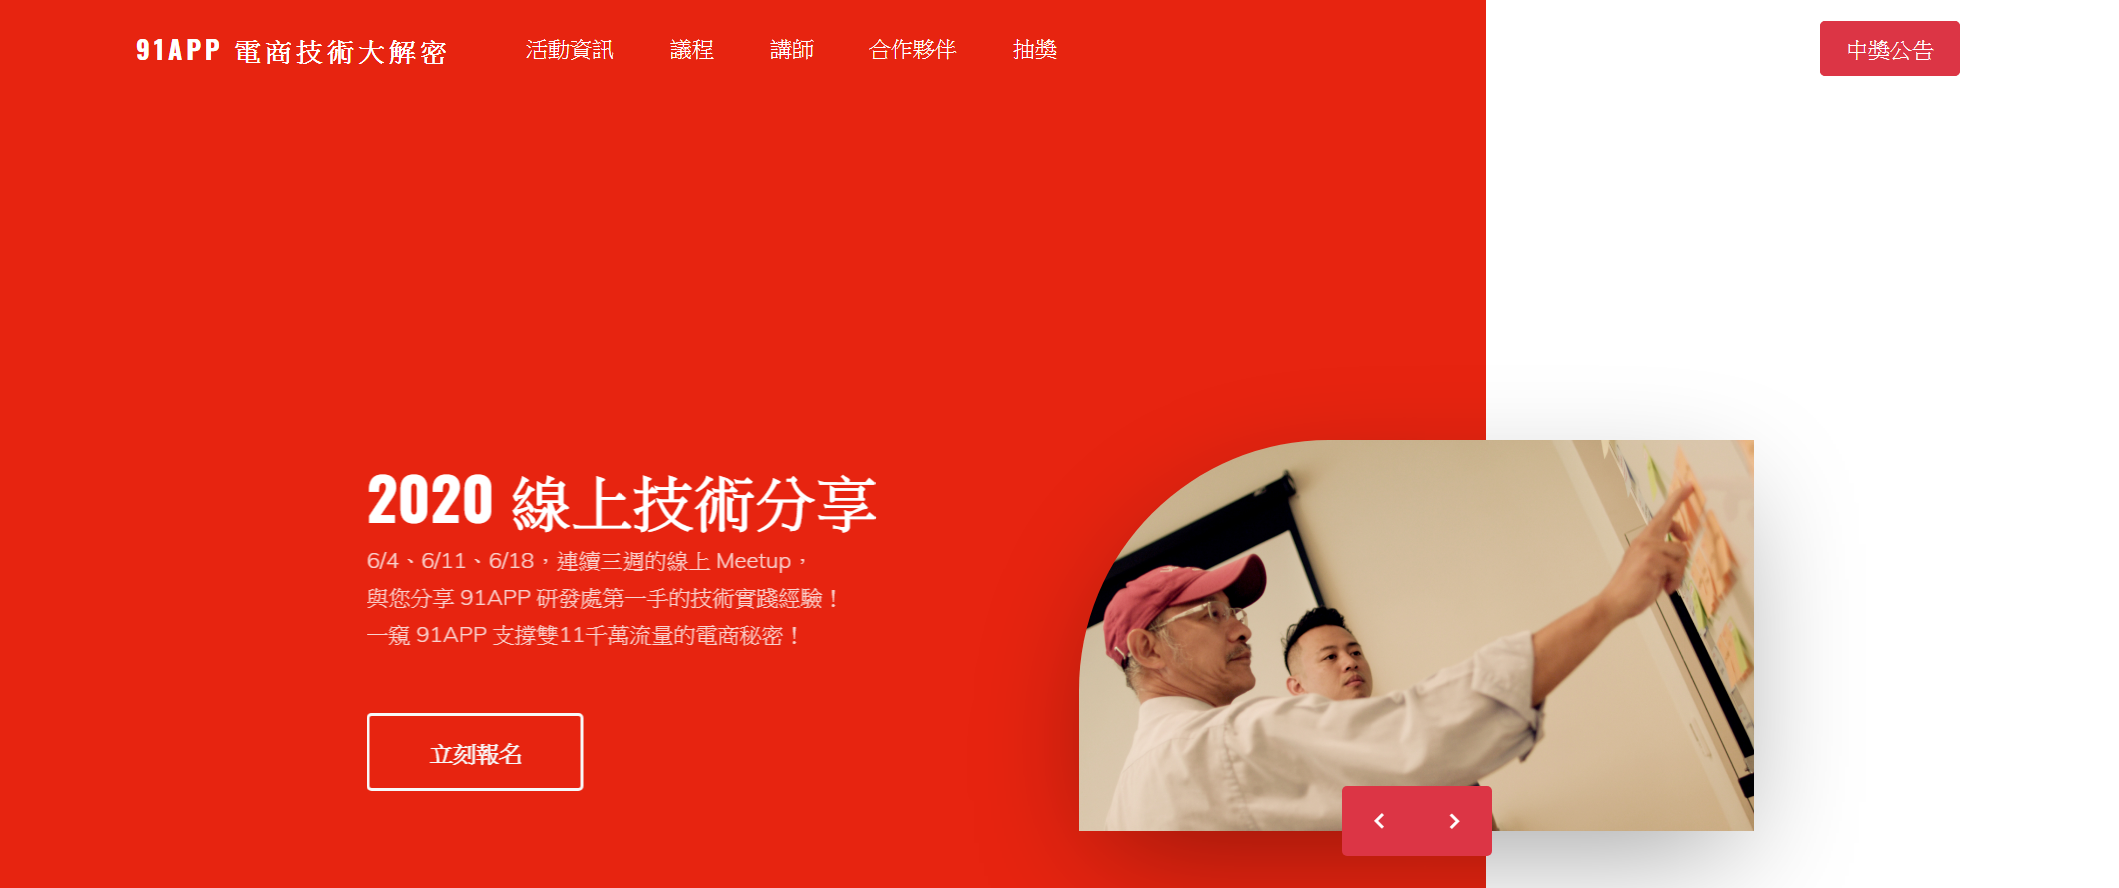 91APP 電商技術大解密
活動資訊
議程
講師
合作夥伴
抽獎
中獎公告
2020 線上技術分享
6/4、6/11、6/18，連續三週的線上 Meetup，
與您分享 91APP 研發處第一手的技術實踐經驗！
一窺 91APP 支撐雙11千萬流量的電商秘密！
立刻報名